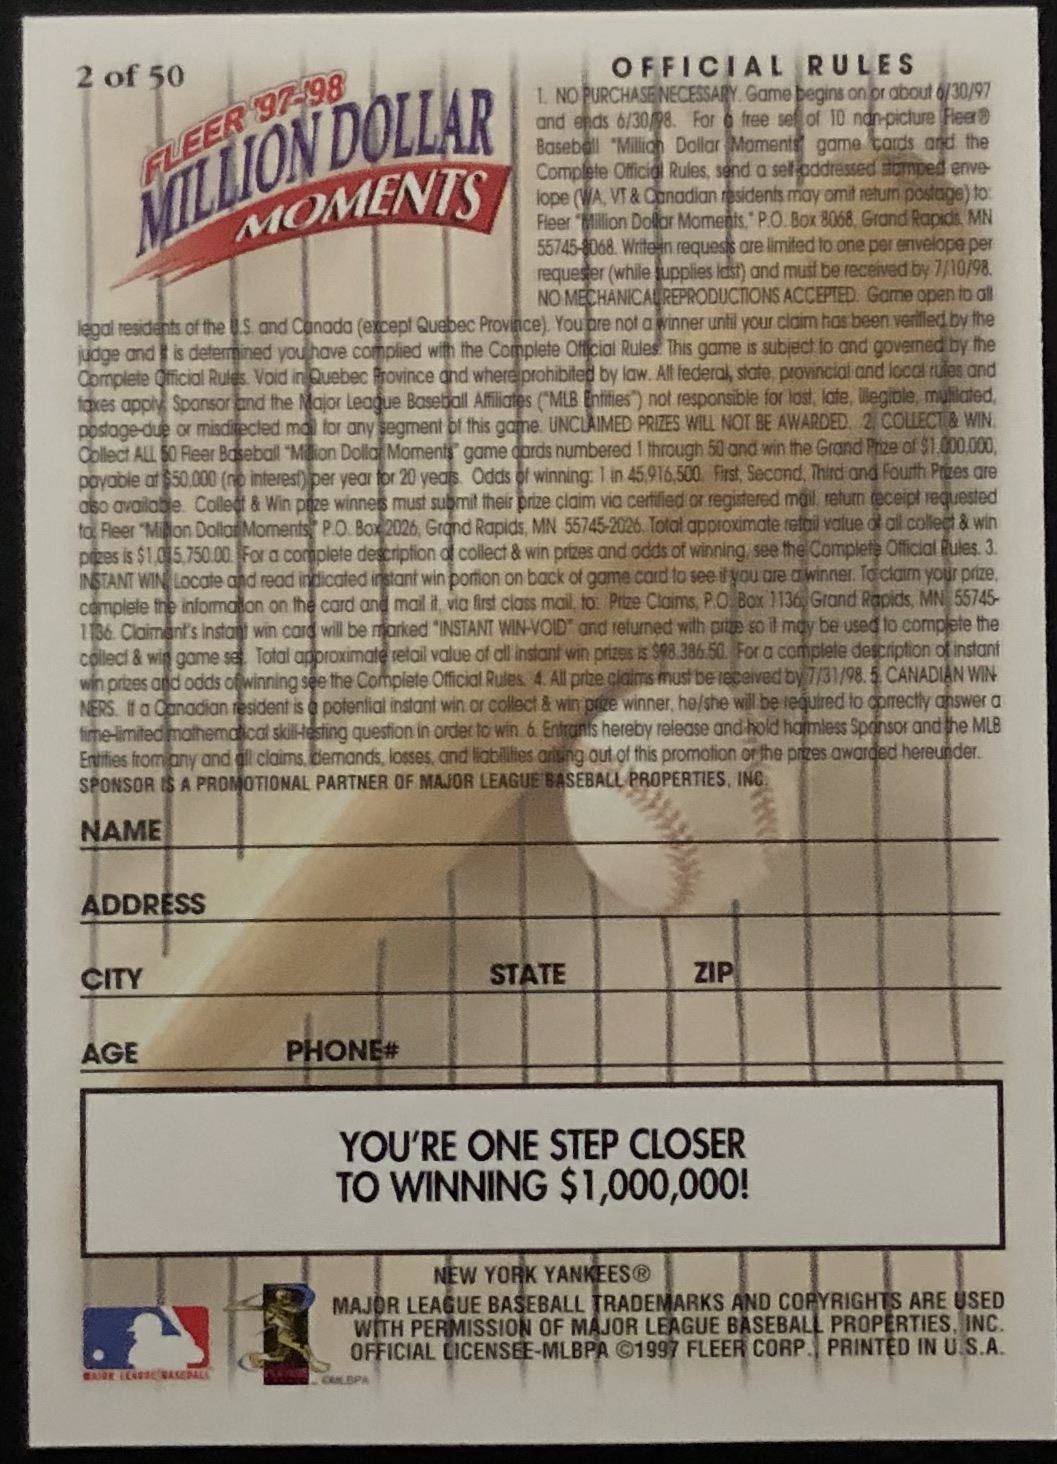 2 of 50
FLEER '97-'98
MILLION DOLLAR
MOMENTS
OFFICIAL RULES
1. NO PURCHASE NECESSARY. Game begins on or about 6/30/97
and ends 6/30/98. For a free set of 10 non-picture Fleer®
Baseball "Million Dollar Moments" game cards and the
Complete Official Rules, send a self-addressed stamped enve-
lope (WA, VT & Canadian residents may omit return postage) to:
Fleer "Million Dollar Moments," P.O. Box 8068, Grand Rapids, MN
55745-8068. Write-in requests are limited to one per envelope per
requester (while supplies last) and must be received by 7/10/98.
NO MECHANICAL REPRODUCTIONS ACCEPTED. Game open to all
legal residents of the U.S. and Canada (except Quebec Province). You are not a winner until your claim has been verified by the
judge and it is determined you have complied with the Complete Official Rules. This game is subject to and governed by the
Complete Official Rules. Void in Quebec Province and where prohibited by law. All federal, state, provincial and local rules and
taxes apply. Sponsor and the Major League Baseball Affiliates ("MLB Entities") not responsible for lost, late, illegible, mutilated,
postage-due or misdirected mail for any segment of this game. UNCLAIMED PRIZES WILL NOT BE AWARDED. 2. COLLECT & WIN.
Collect ALL 50 Fleer Baseball "Million Dollar Moments" game cards numbered 1 through 50 and win the Grand Prize of $1,000,000,
payable at $50,000 (no interest) per year for 20 years. Odds of winning: 1 in 45,916,500. First, Second, Third and Fourth Prizes are
also available. Collect & Win prize winners must submit their prize claim via certified or registered mail, return receipt requested
to: Fleer "Million Dollar Moments," P.O. Box 2026, Grand Rapids, MN 55745-2026. Total approximate retail value of all collect & win
prizes is $1,015,750.00. For a complete description of collect & win prizes and odds of winning, see the Complete Official Rules. 3.
INSTANT WIN. Locate and read indicated instant win portion on back of game card to see if you are a winner. To claim your prize,
complete the information on the card and mail it, via first class mail, to: Prize Claims, P.O. Box 1136, Grand Rapids, MN 55745-
1136. Claimant's instant win card will be marked "INSTANT WIN-VOID" and returned with prize so it may be used to complete the
collect & win game set. Total approximate retail value of all instant win prizes is $98,386.50. For a complete description of instant
win prizes and odds of winning see the Complete Official Rules. 4. All prize claims must be received by 7/31/98. 5. CANADIAN WIN-
NERS. If a Canadian resident is a potential instant win or collect & win prize winner, he/she will be required to correctly answer a
time-limited mathematical skill-testing question in order to win. 6. Entrants hereby release and hold harmless Sponsor and the MLB
Entities from any and all claims, demands, losses, and liabilities arising out of this promotion or the prizes awarded hereunder.
SPONSOR IS A PROMOTIONAL PARTNER OF MAJOR LEAGUE BASEBALL PROPERTIES, INC.
NAME
ADDRESS
CITY STATE ZIP
AGE PHONE#
YOU'RE ONE STEP CLOSER
TO WINNING $1,000,000!
NEW YORK YANKEES®
MAJOR LEAGUE BASEBALL TRADEMARKS AND COPYRIGHTS ARE USED
WITH PERMISSION OF MAJOR LEAGUE BASEBALL PROPERTIES, INC.
OFFICIAL LICENSEE-MLBPA ©1997 FLEER CORP., PRINTED IN U.S.A.
MAJOR LEAGUE BASEBALL
©MLBPA